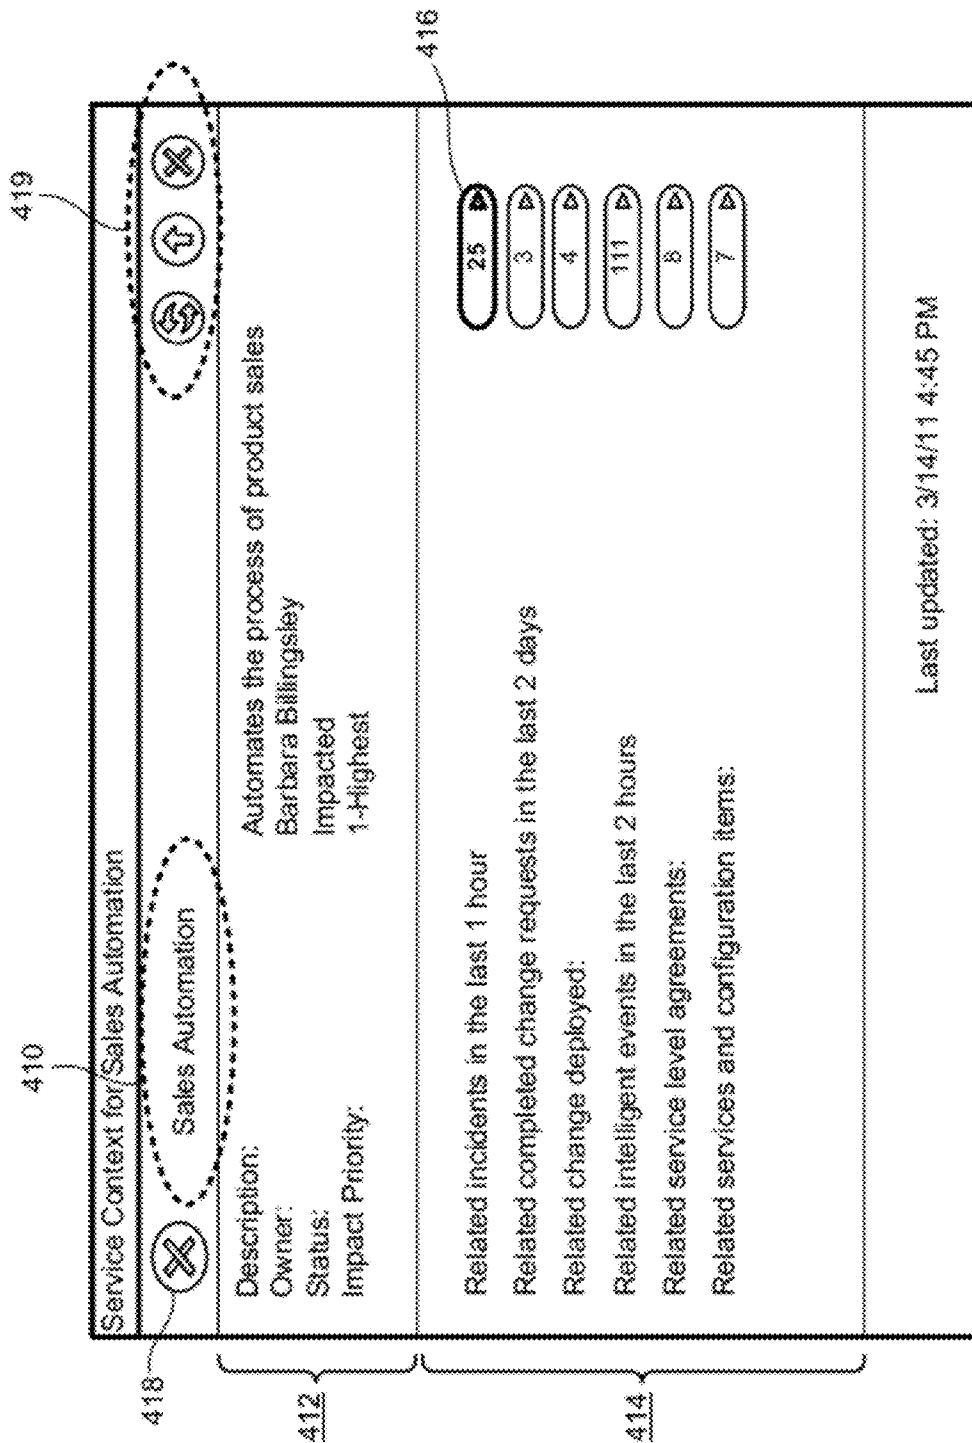 Service Context for Sales Automation
410
419
418
Sales Automation
412
Description: Automates the process of product sales
Owner: Barbara Billingsley
Status: Impacted
Impact Priority: 1-Highest
416
414
Related incidents in the last 1 hour 25
Related completed change requests in the last 2 days 3
Related change deployed: 4
Related intelligent events in the last 2 hours 111
Related service level agreements: 8
Related services and configuration items: 7
Last updated: 3/14/11 4:45 PM